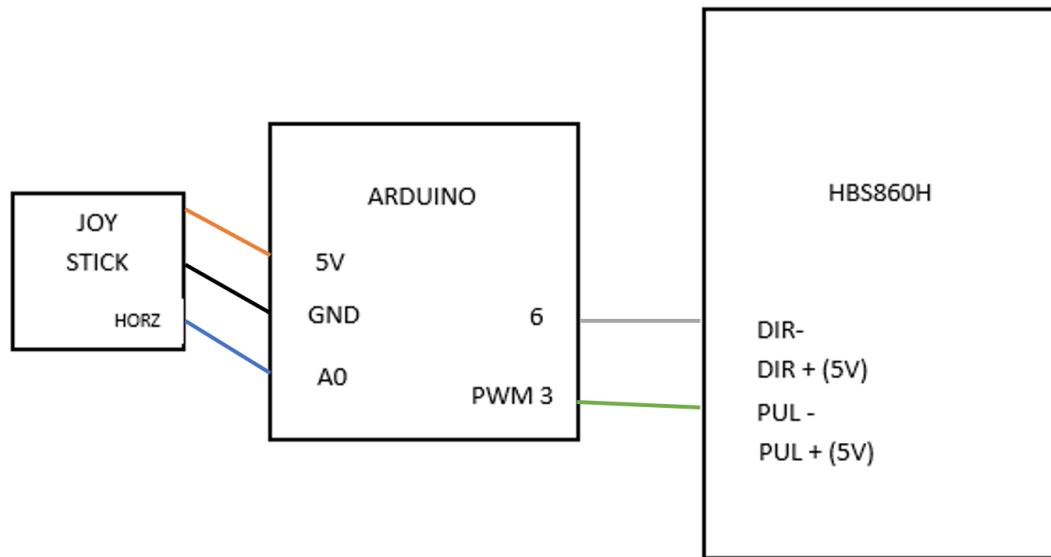 JOY
STICK
HORZ
ARDUINO
5V
GND
A0
6
PWM 3
HBS860H
DIR-
DIR + (5V)
PUL -
PUL + (5V)